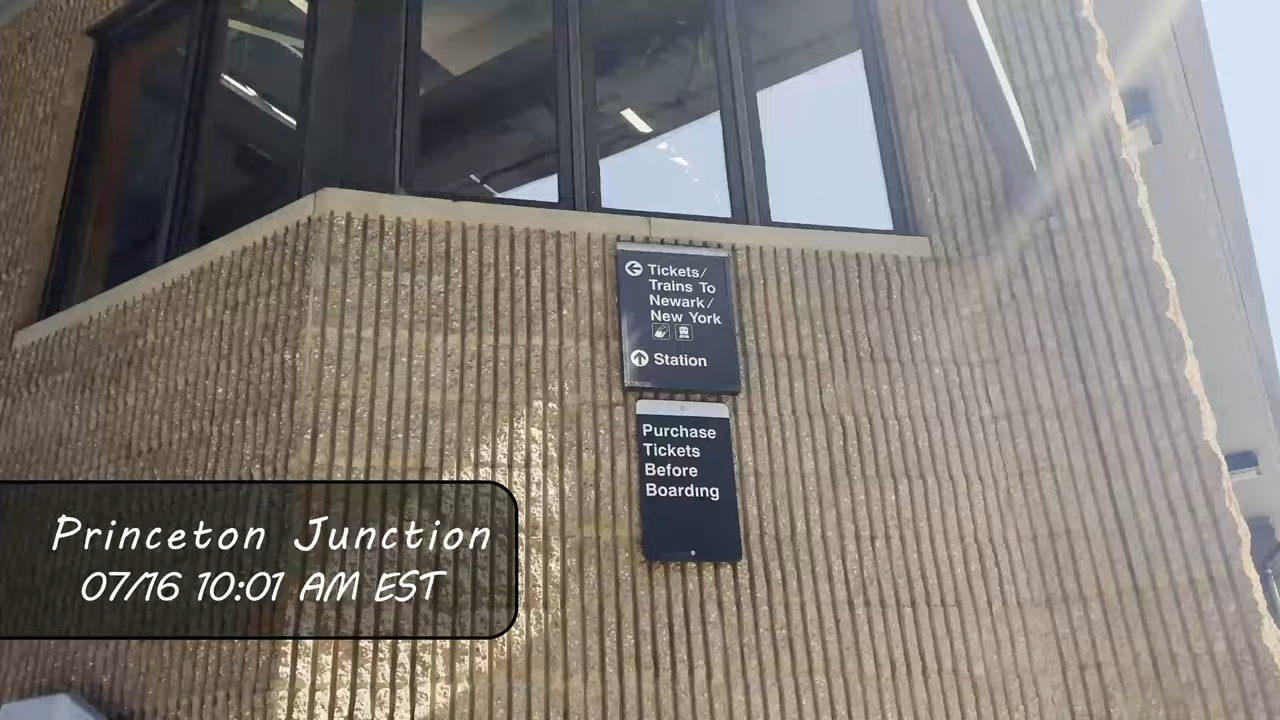 Tickets/
Trains To
Newark/
New York
Station
Purchase
Tickets
Before
Boarding
Princeton Junction
07/16 10:01 AM EST